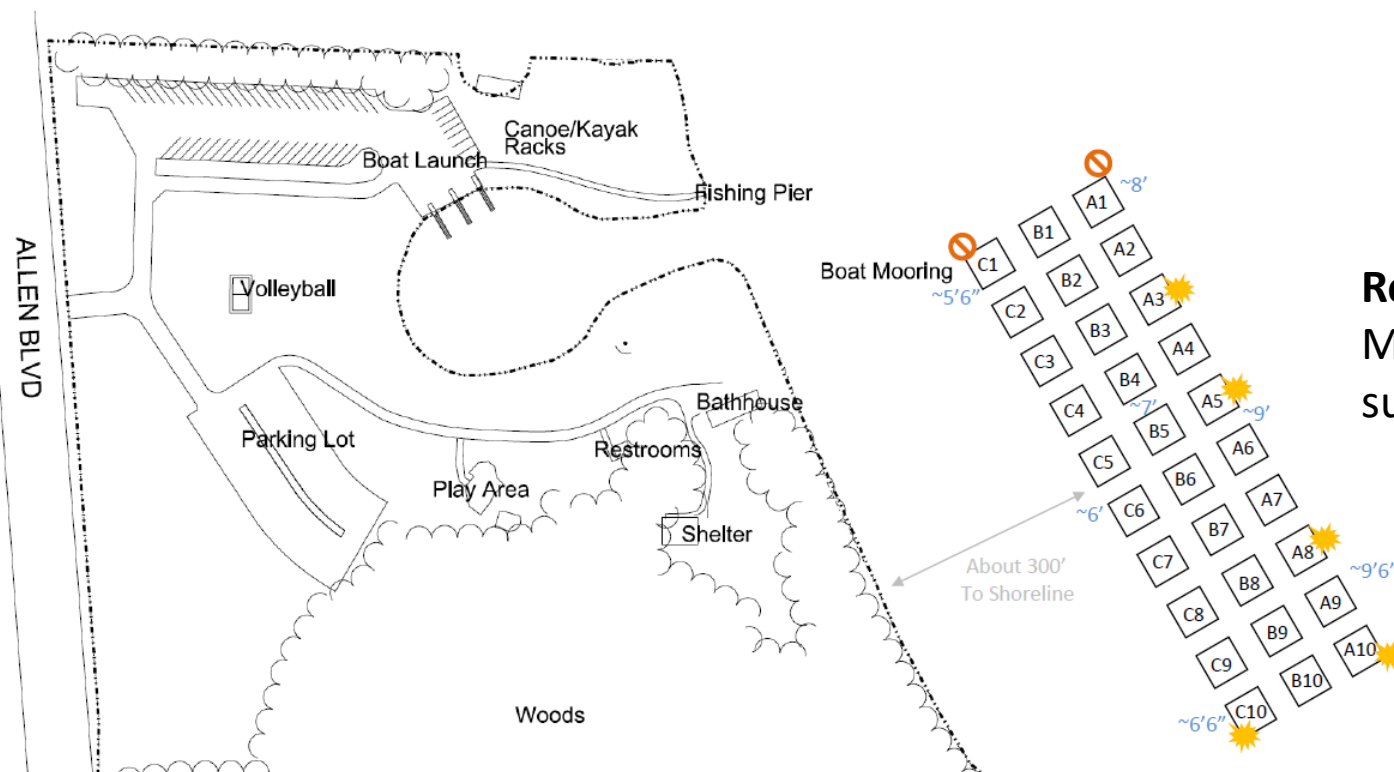 Canoe/Kayak
Racks
Boat Launch
Fishing Pier
ALLEN BLVD
Volleyball
Boat Mooring
Parking Lot
Bathhouse
Restrooms
Play Area
Shelter
Woods
About 300'
To Shoreline
~8'
~5'6"
~7'
~9'
~6'
~9'6"
~6'6"
A1
B1
C1
A2
B2
C2
A3
B3
C3
A4
B4
C4
A5
B5
C5
A6
B6
C6
A7
B7
C7
A8
B8
C8
A9
B9
C9
A10
B10
C10